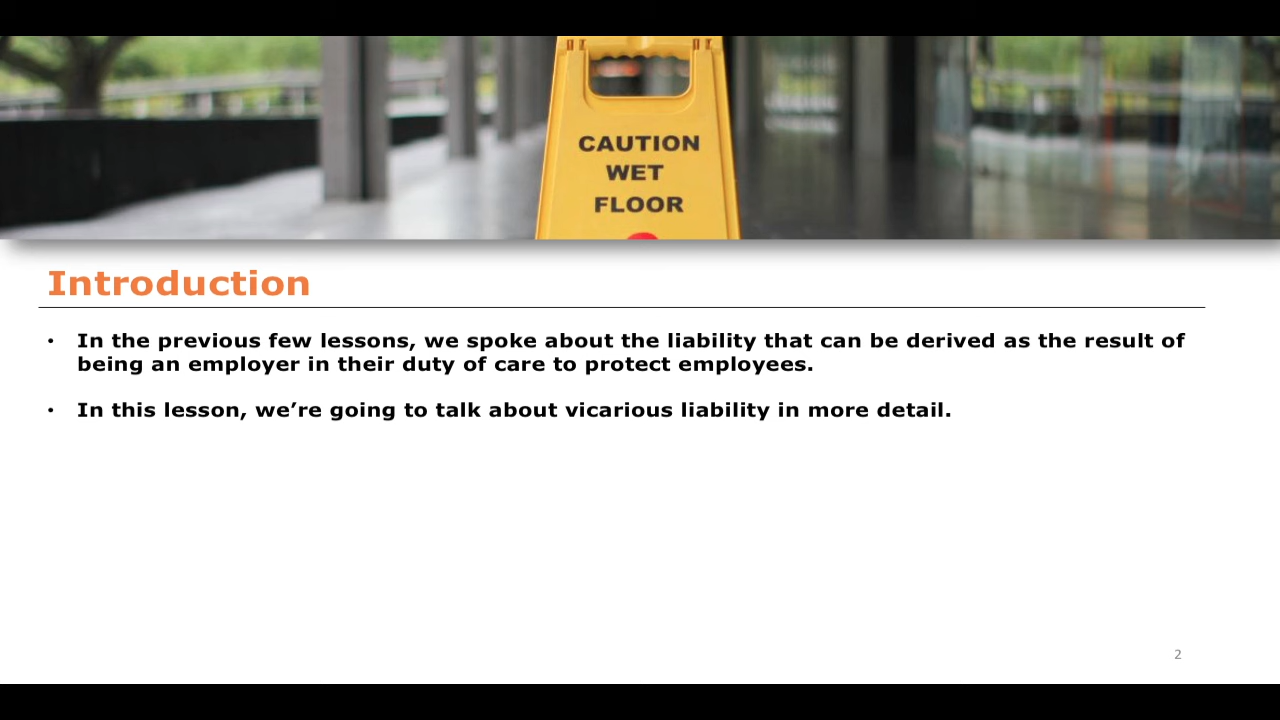 CAUTION
WET
FLOOR
Introduction
• In the previous few lessons, we spoke about the liability that can be derived as the result of
being an employer in their duty of care to protect employees.
• In this lesson, we’re going to talk about vicarious liability in more detail.
2